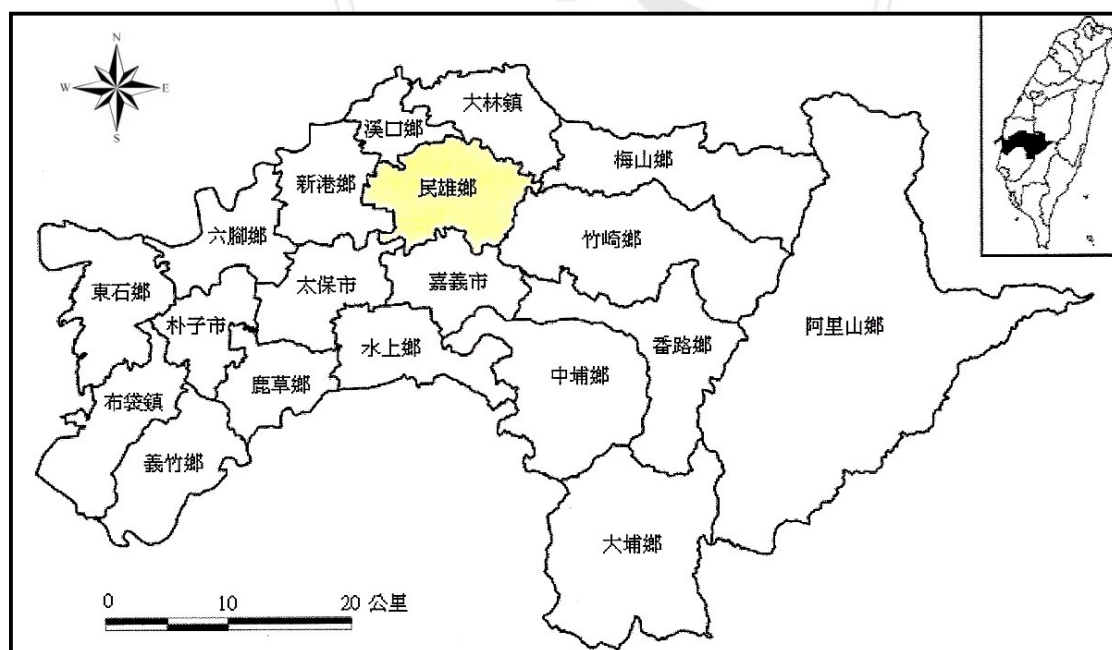 N
W
E
S
大林鎮
溪口鄉
梅山鄉
新港鄉
民雄鄉
六腳鄉
竹崎鄉
太保市
嘉義市
東石鄉
朴子市
阿里山鄉
水上鄉
番路鄉
中埔鄉
鹿草鄉
布袋鎮
義竹鄉
大埔鄉
0 10 20 公里